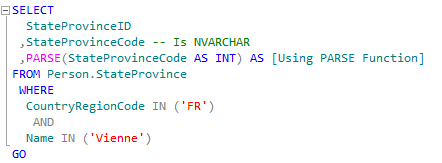 SELECT
StateProvinceID
,StateProvinceCode -- Is NVARCHAR
,PARSE(StateProvinceCode AS INT) AS [Using PARSE Function]
FROM Person.StateProvince
WHERE
CountryRegionCode IN ('FR')
AND
Name IN ('Vienne')
GO